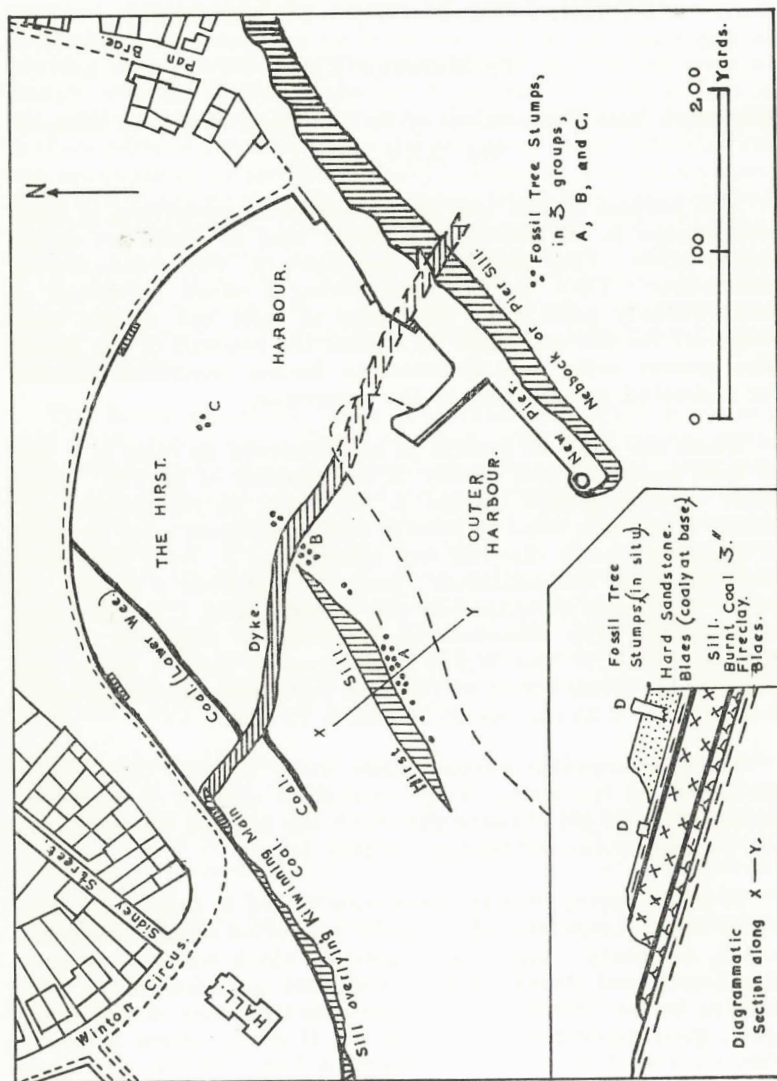 Pan
Brae
N
HARBOUR.
THE HIRST.
C
Coal. (Lower Wee.)
Dyke.
B
Sill.
Hirst
A
X
Y
Coal.
Sill overlying Kilwinning Main
Coal.
HALL
Winton Circus.
Sidney
Street
OUTER
HARBOUR.
New Pier.
Nebbock or Pier Sill.
Fossil Tree Stumps,
in 3 groups,
A, B, and C.
0 100 200
Yards.
D
D
Fossil Tree
Stumps,(in situ)
Hard Sandstone.
Blaes (coaly at base)
Sill.
Burnt Coal 3."
Fireclay.
Blaes.
Diagrammatic
Section along X — Y.